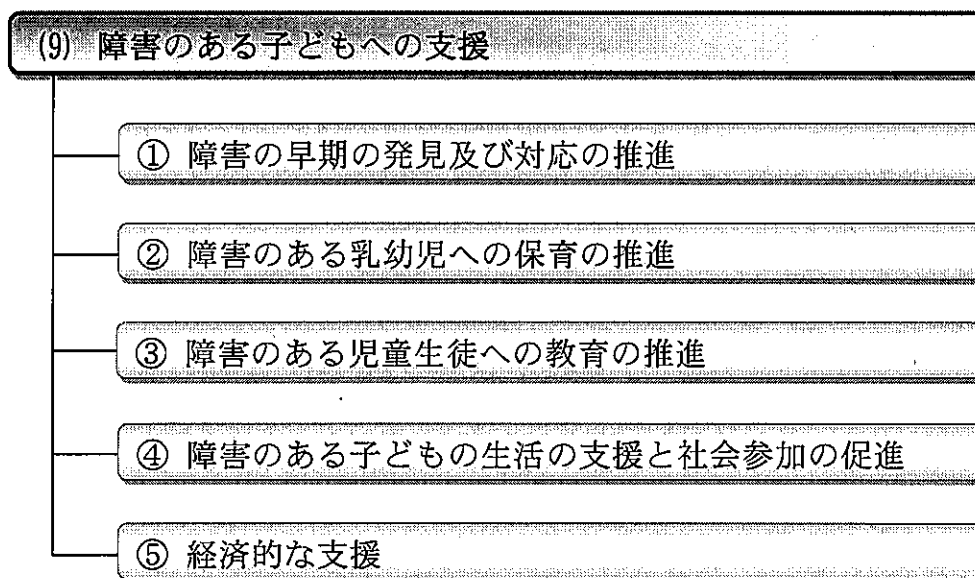 (9) 障害のある子どもへの支援
① 障害の早期の発見及び対応の推進
② 障害のある乳幼児への保育の推進
③ 障害のある児童生徒への教育の推進
④ 障害のある子どもの生活の支援と社会参加の促進
⑤ 経済的な支援